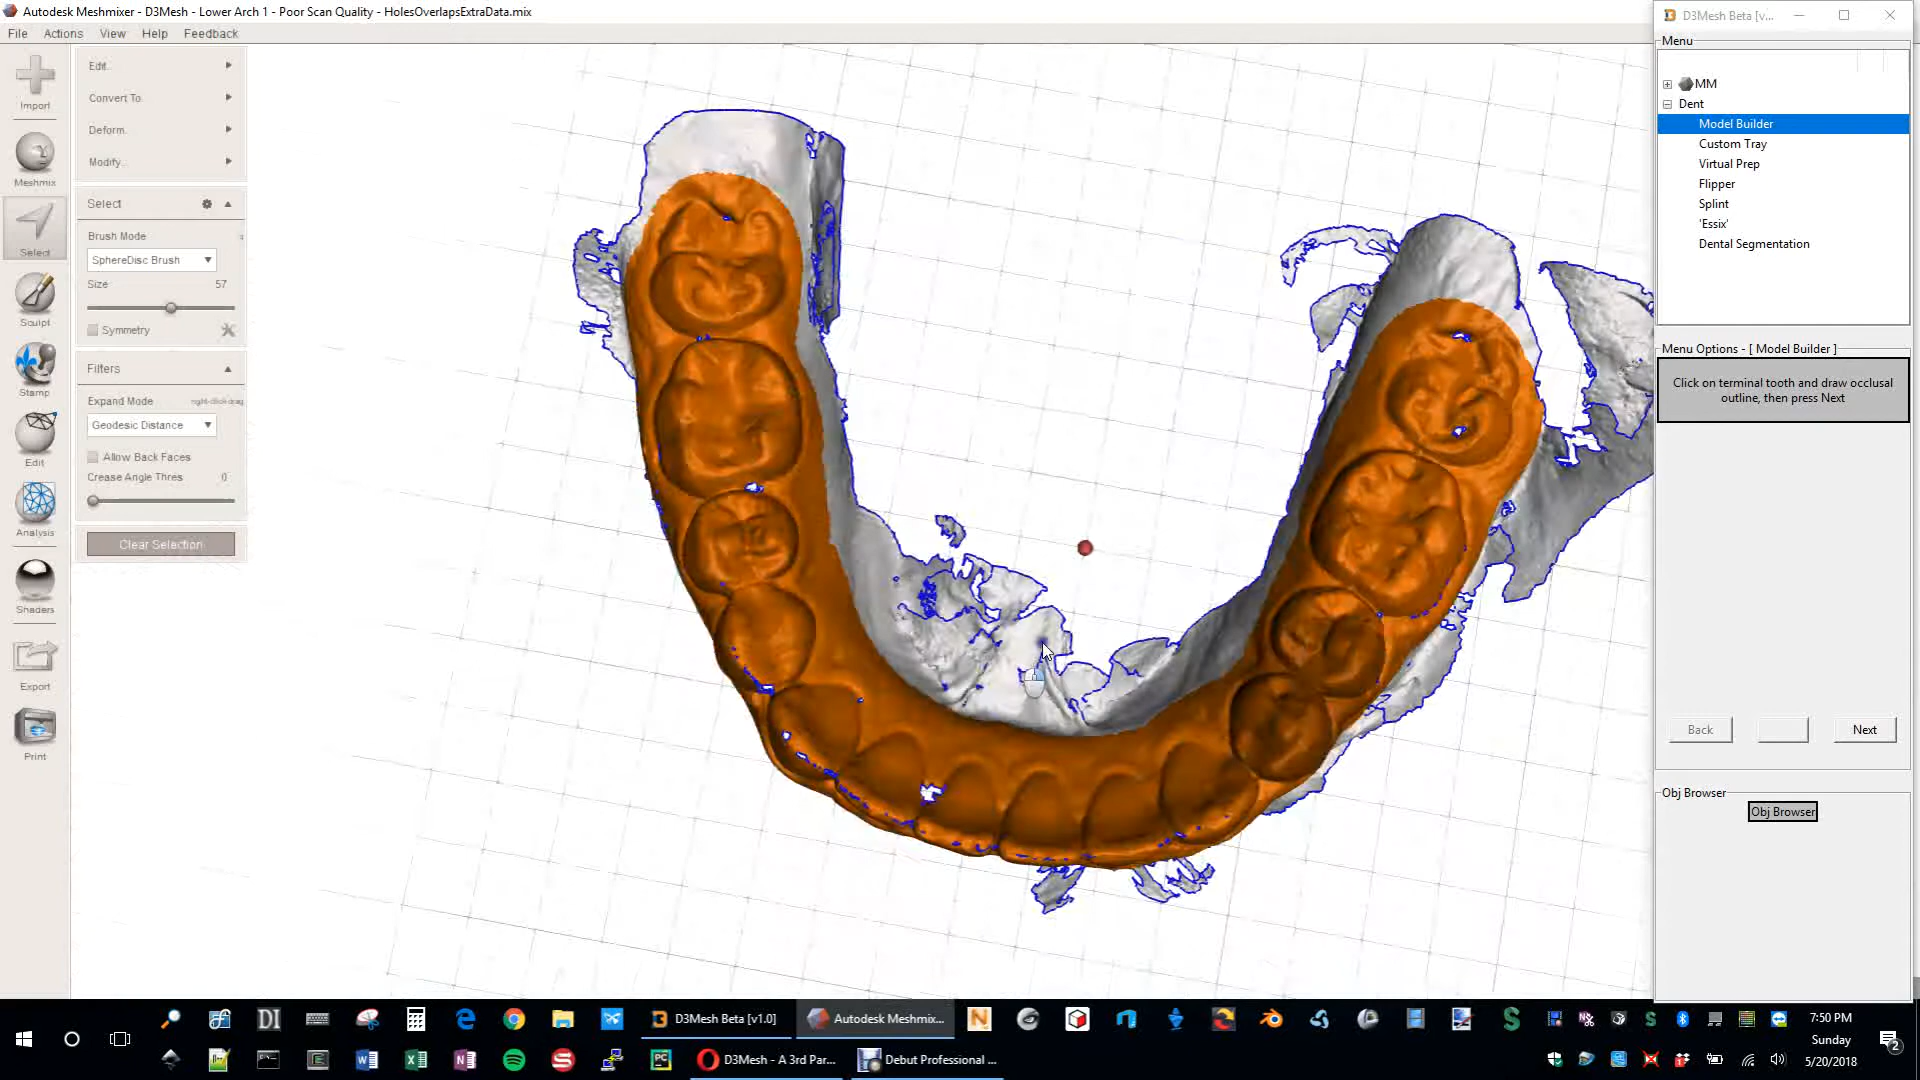 Autodesk Meshmixer - D3Mesh - Lower Arch 1 - Poor Scan Quality - HolesOverlapsExtraData.mix
File Actions View Help Feedback
Import
Meshmix
Select
Sculpt
Stamp
Edit
Analysis
Shaders
Export
Print
Edit...
Convert To
Deform...
Modify...
Select
Brush Mode
SphereDisc Brush
Size 57
Symmetry
Filters
Expand Mode right-click drag
Geodesic Distance
Allow Back Faces
Crease Angle Thres 0
Clear Selection
D3Mesh Beta [v...
Menu
MM
Dent
Model Builder
Custom Tray
Virtual Prep
Flipper
Splint
'Essix'
Dental Segmentation
Menu Options - [ Model Builder ]
Click on terminal tooth and draw occlusal
outline, then press Next
Back Next
Obj Browser
Obj Browser
D3Mesh Beta [v1.0]
Autodesk Meshmix...
D3Mesh - A 3rd Par...
Debut Professional ...
7:50 PM
Sunday
5/20/2018
2